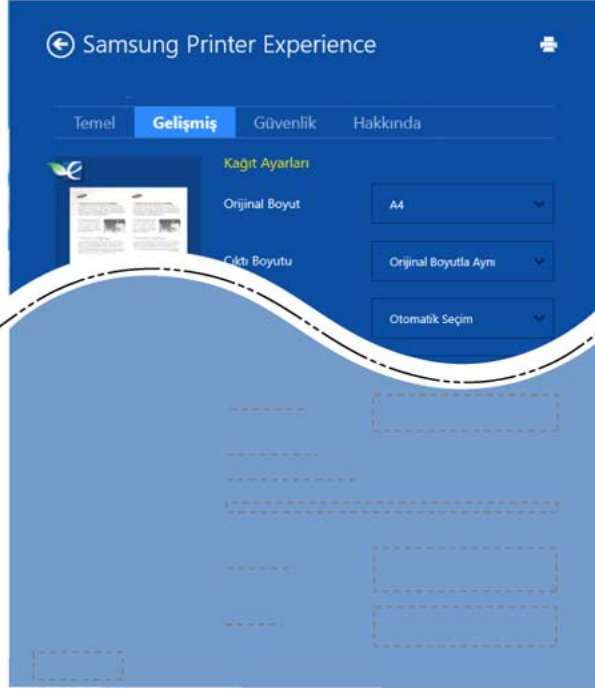 Samsung Printer Experience
Temel Gelişmiş Güvenlik Hakkında
Kağıt Ayarları
Orijinal Boyut A4
Çıktı Boyutu Orijinal Boyutla Aynı
Otomatik Seçim